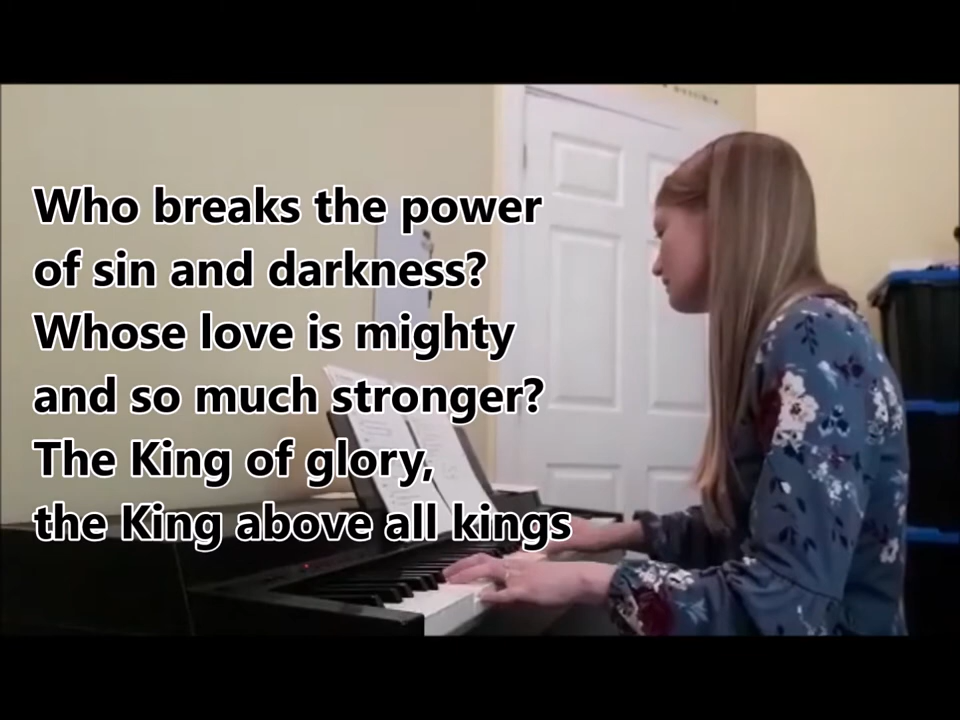 Who breaks the power
of sin and darkness?
Whose love is mighty
and so much stronger?
The King of glory,
the King above all kings